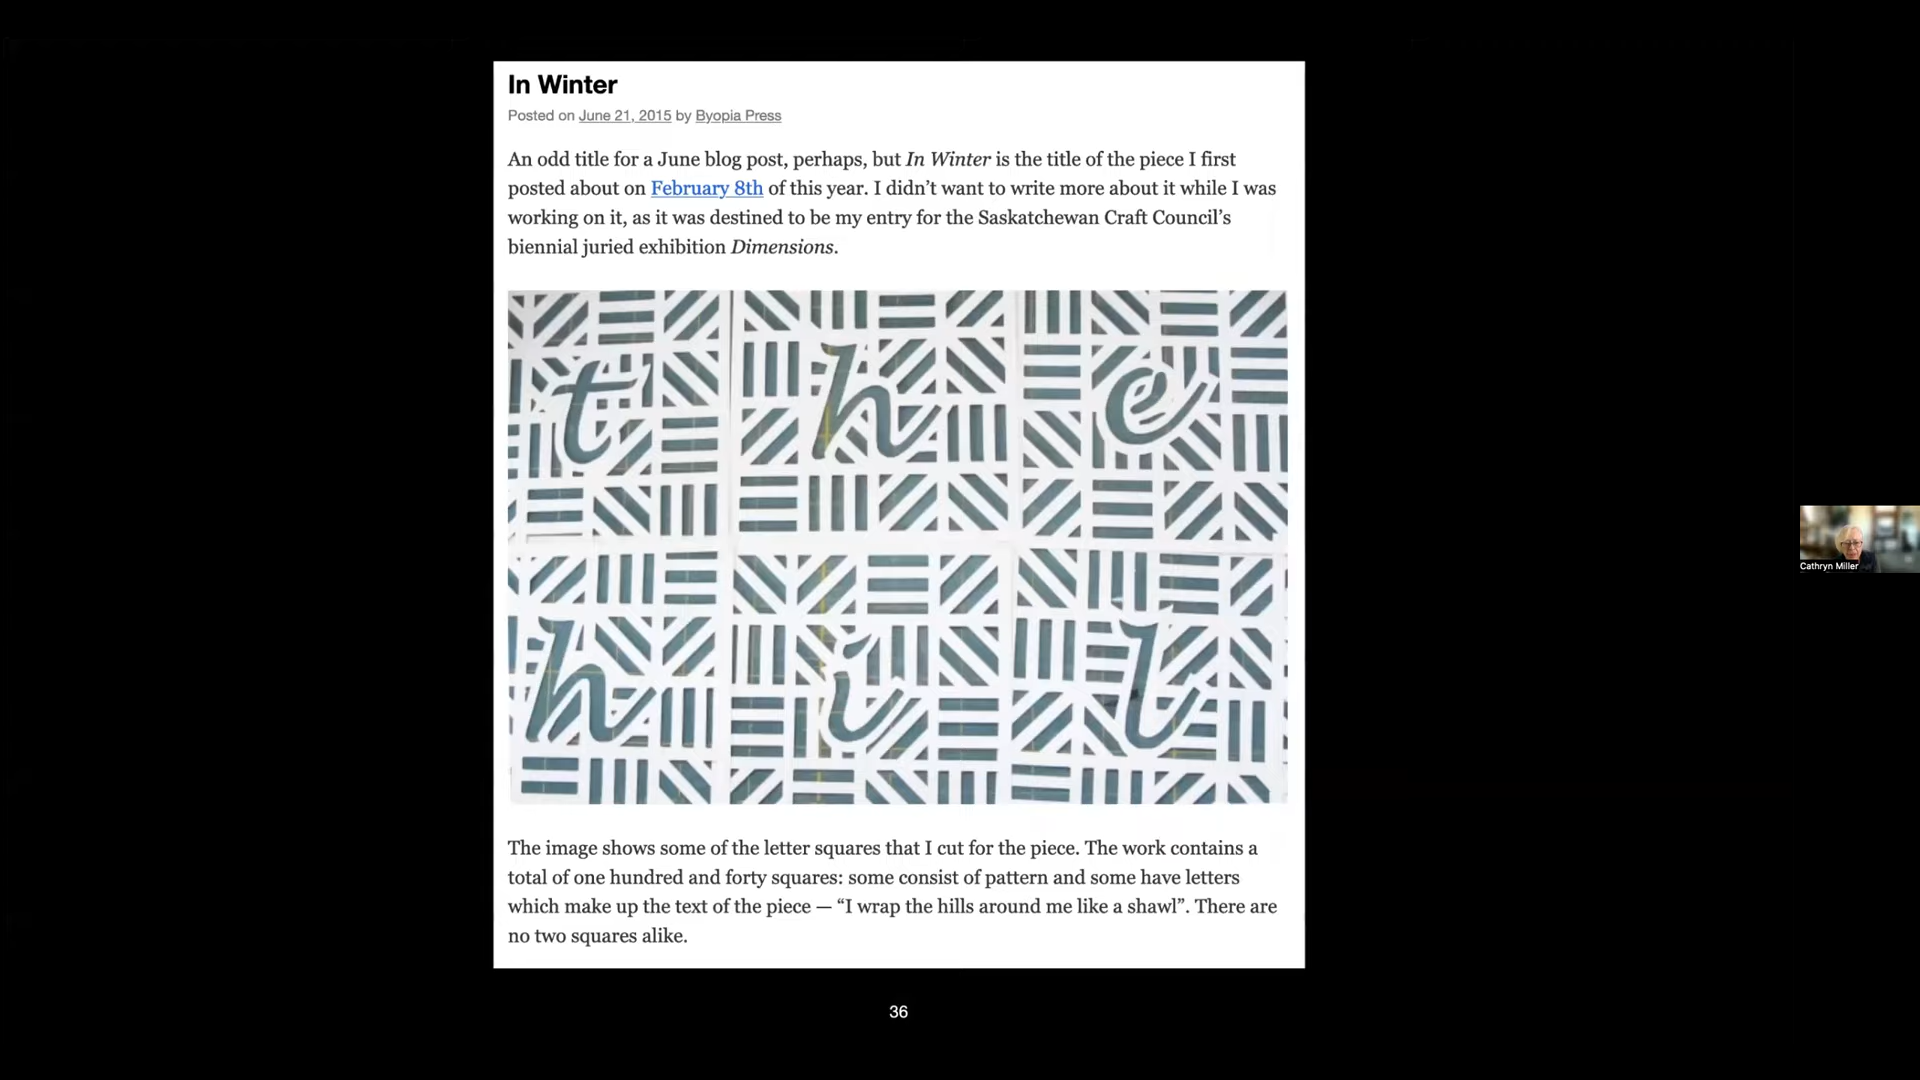 In Winter
Posted on June 21, 2015 by Byopia Press
An odd title for a June blog post, perhaps, but In Winter is the title of the piece I first
posted about on February 8th of this year. I didn’t want to write more about it while I was
working on it, as it was destined to be my entry for the Saskatchewan Craft Council’s
biennial juried exhibition Dimensions.
t h e
h i l
The image shows some of the letter squares that I cut for the piece. The work contains a
total of one hundred and forty squares: some consist of pattern and some have letters
which make up the text of the piece — “I wrap the hills around me like a shawl”. There are
no two squares alike.
36
Cathryn Miller